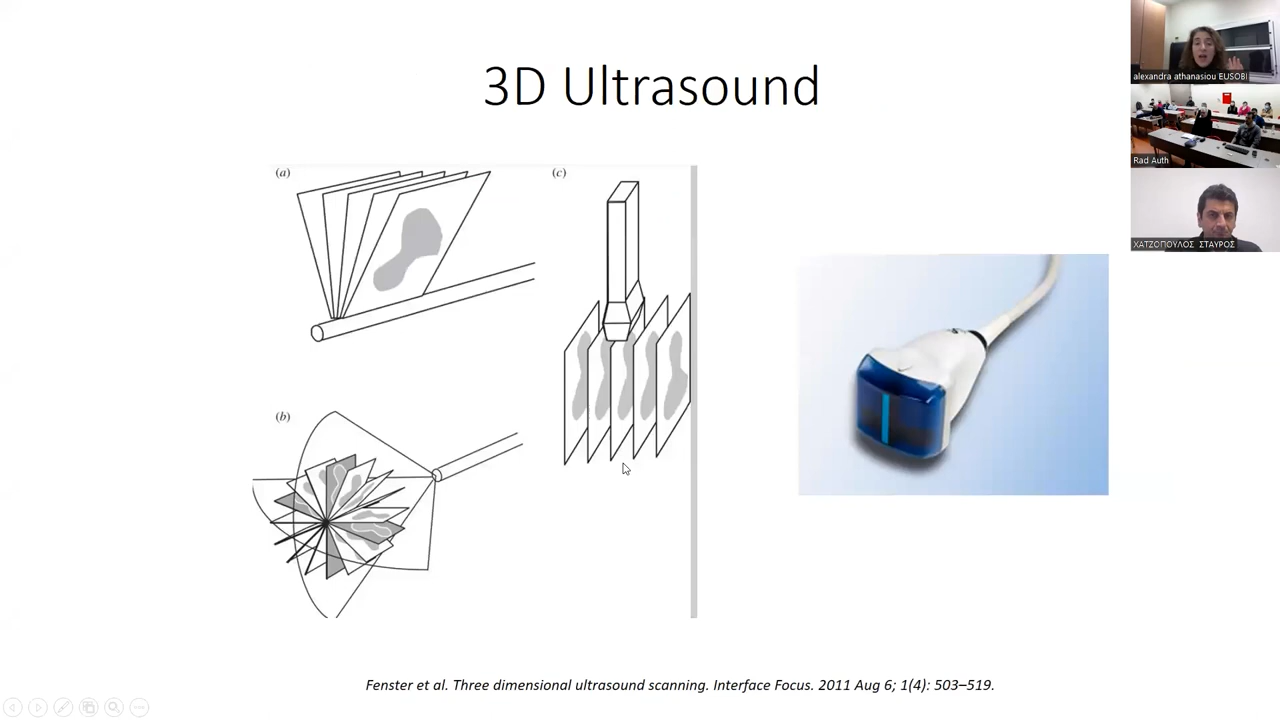 3D Ultrasound
(a)
(c)
(b)
Fenster et al. Three dimensional ultrasound scanning. Interface Focus. 2011 Aug 6; 1(4): 503–519.
alexandra athanasiou EUSOBI
Rad Auth
ΧΑΤΖΟΠΟΥΛΟΣ ΣΤΑΥΡΟΣ